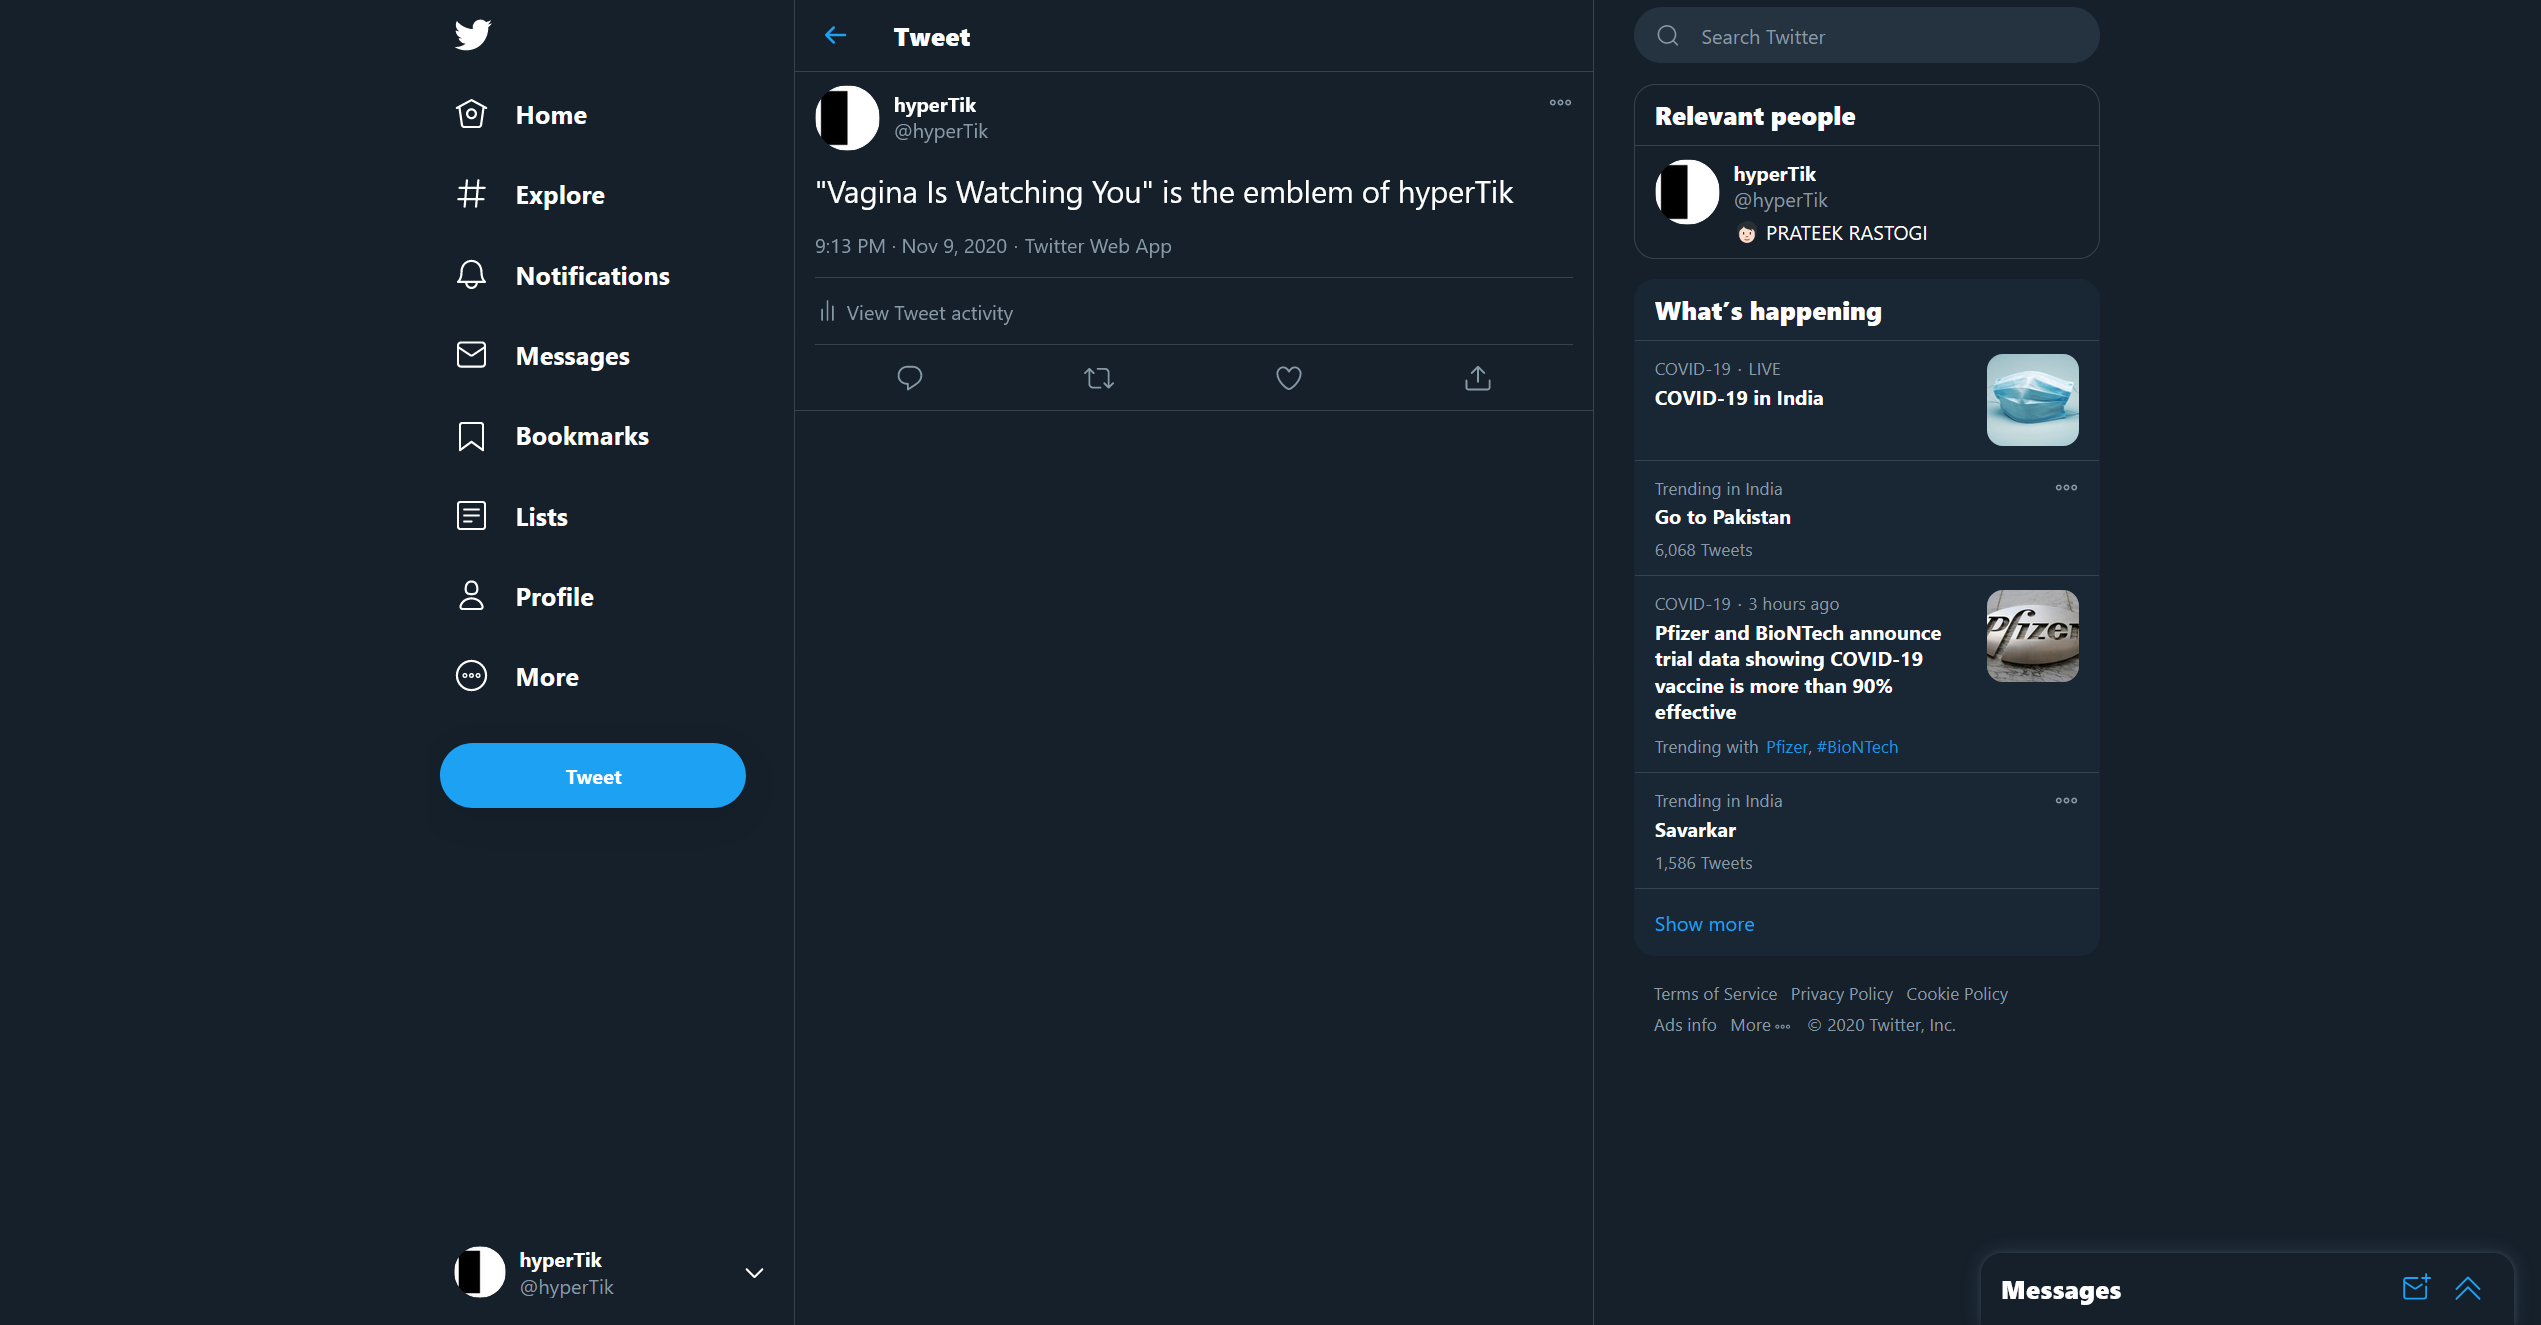 Home
Explore
Notifications
Messages
Bookmarks
Lists
Profile
More
Tweet
hyperTik
@hyperTik
Tweet
hyperTik
@hyperTik
"Vagina Is Watching You" is the emblem of hyperTik
9:13 PM · Nov 9, 2020 · Twitter Web App
View Tweet activity
Search Twitter
Relevant people
hyperTik
@hyperTik
PRATEEK RASTOGI
What's happening
COVID-19 · LIVE
COVID-19 in India
Trending in India
Go to Pakistan
6,068 Tweets
COVID-19 · 3 hours ago
Pfizer and BioNTech announce
trial data showing COVID-19
vaccine is more than 90%
effective
Pfizer
Trending with Pfizer, #BioNTech
Trending in India
Savarkar
1,586 Tweets
Show more
Terms of Service Privacy Policy Cookie Policy
Ads info More © 2020 Twitter, Inc.
Messages